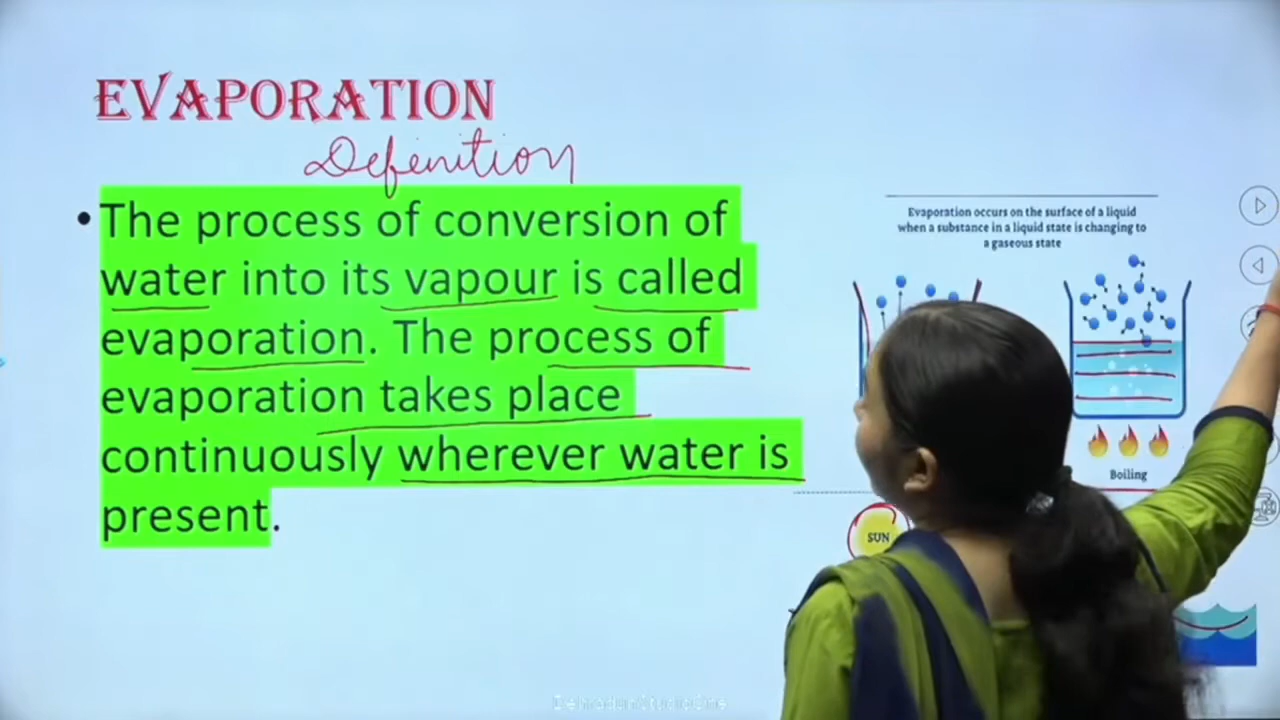 EVAPORATION
Definition
• The process of conversion of
water into its vapour is called
evaporation. The process of
evaporation takes place
continuously wherever water is
present.
Evaporation occurs on the surface of a liquid
when a substance in a liquid state is changing to
a gaseous state
Boiling
SUN